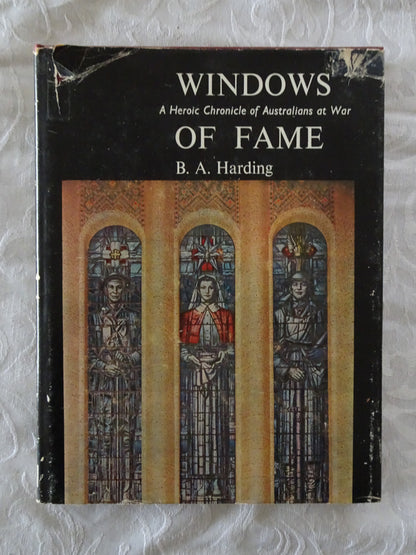 WINDOWS
A Heroic Chronicle of Australians at War
OF FAME
B. A. Harding